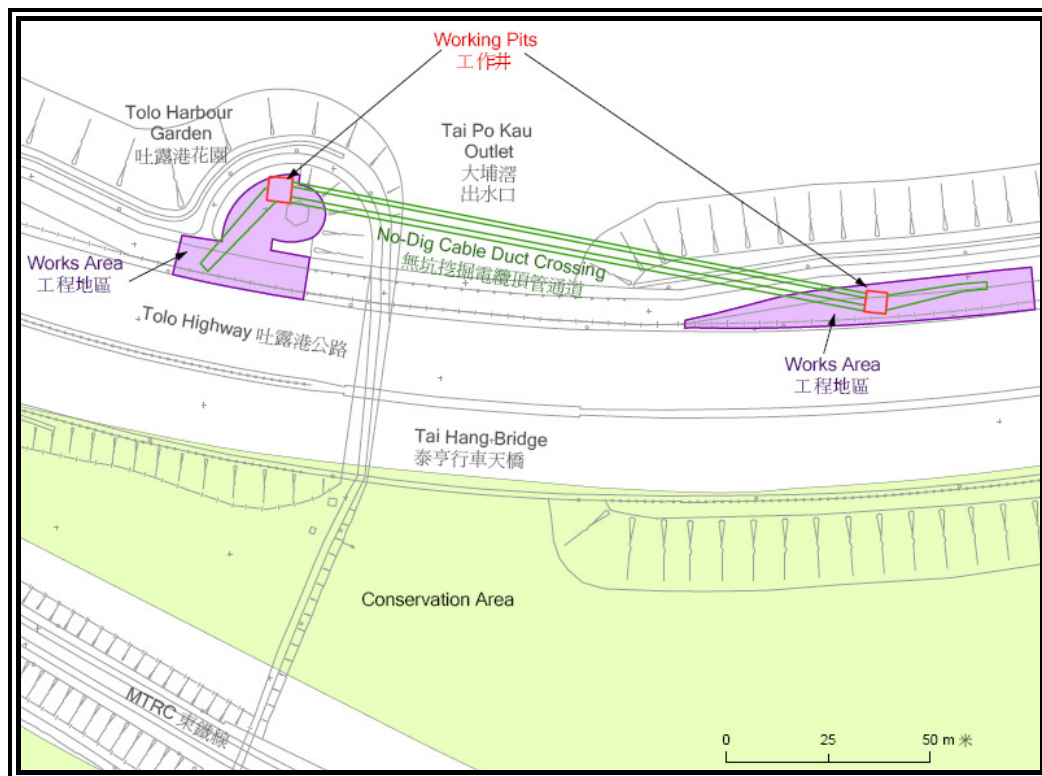 Working Pits
工作井
Tolo Harbour
Garden
吐露港花園
Tai Po Kau
Outlet
大埔滘
出水口
No-Dig Cable Duct Crossing
無坑挖掘電纜頂管通道
Works Area
工程地區
Tolo Highway 吐露港公路
Works Area
工程地區
Tai Hang Bridge
泰亨行車天橋
Conservation Area
MTRC 東鐵線
0 25 50 m 米